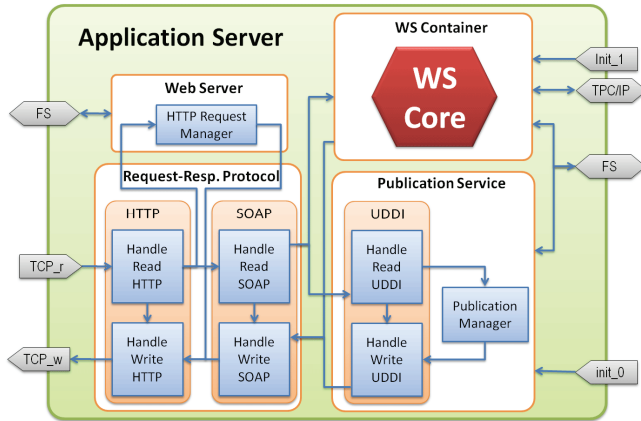 Application Server
WS Container
WS
Core
Init_1
TPC/IP
FS
Web Server
HTTP Request
Manager
FS
Request-Resp. Protocol
HTTP
SOAP
Handle
Read
HTTP
Handle
Read
SOAP
Handle
Write
HTTP
Handle
Write
SOAP
TCP_r
TCP_w
Publication Service
UDDI
Handle
Read
UDDI
Handle
Write
UDDI
Publication
Manager
init_0